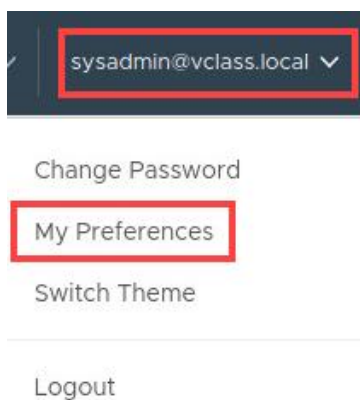 sysadmin@vclass.local
Change Password
My Preferences
Switch Theme
Logout